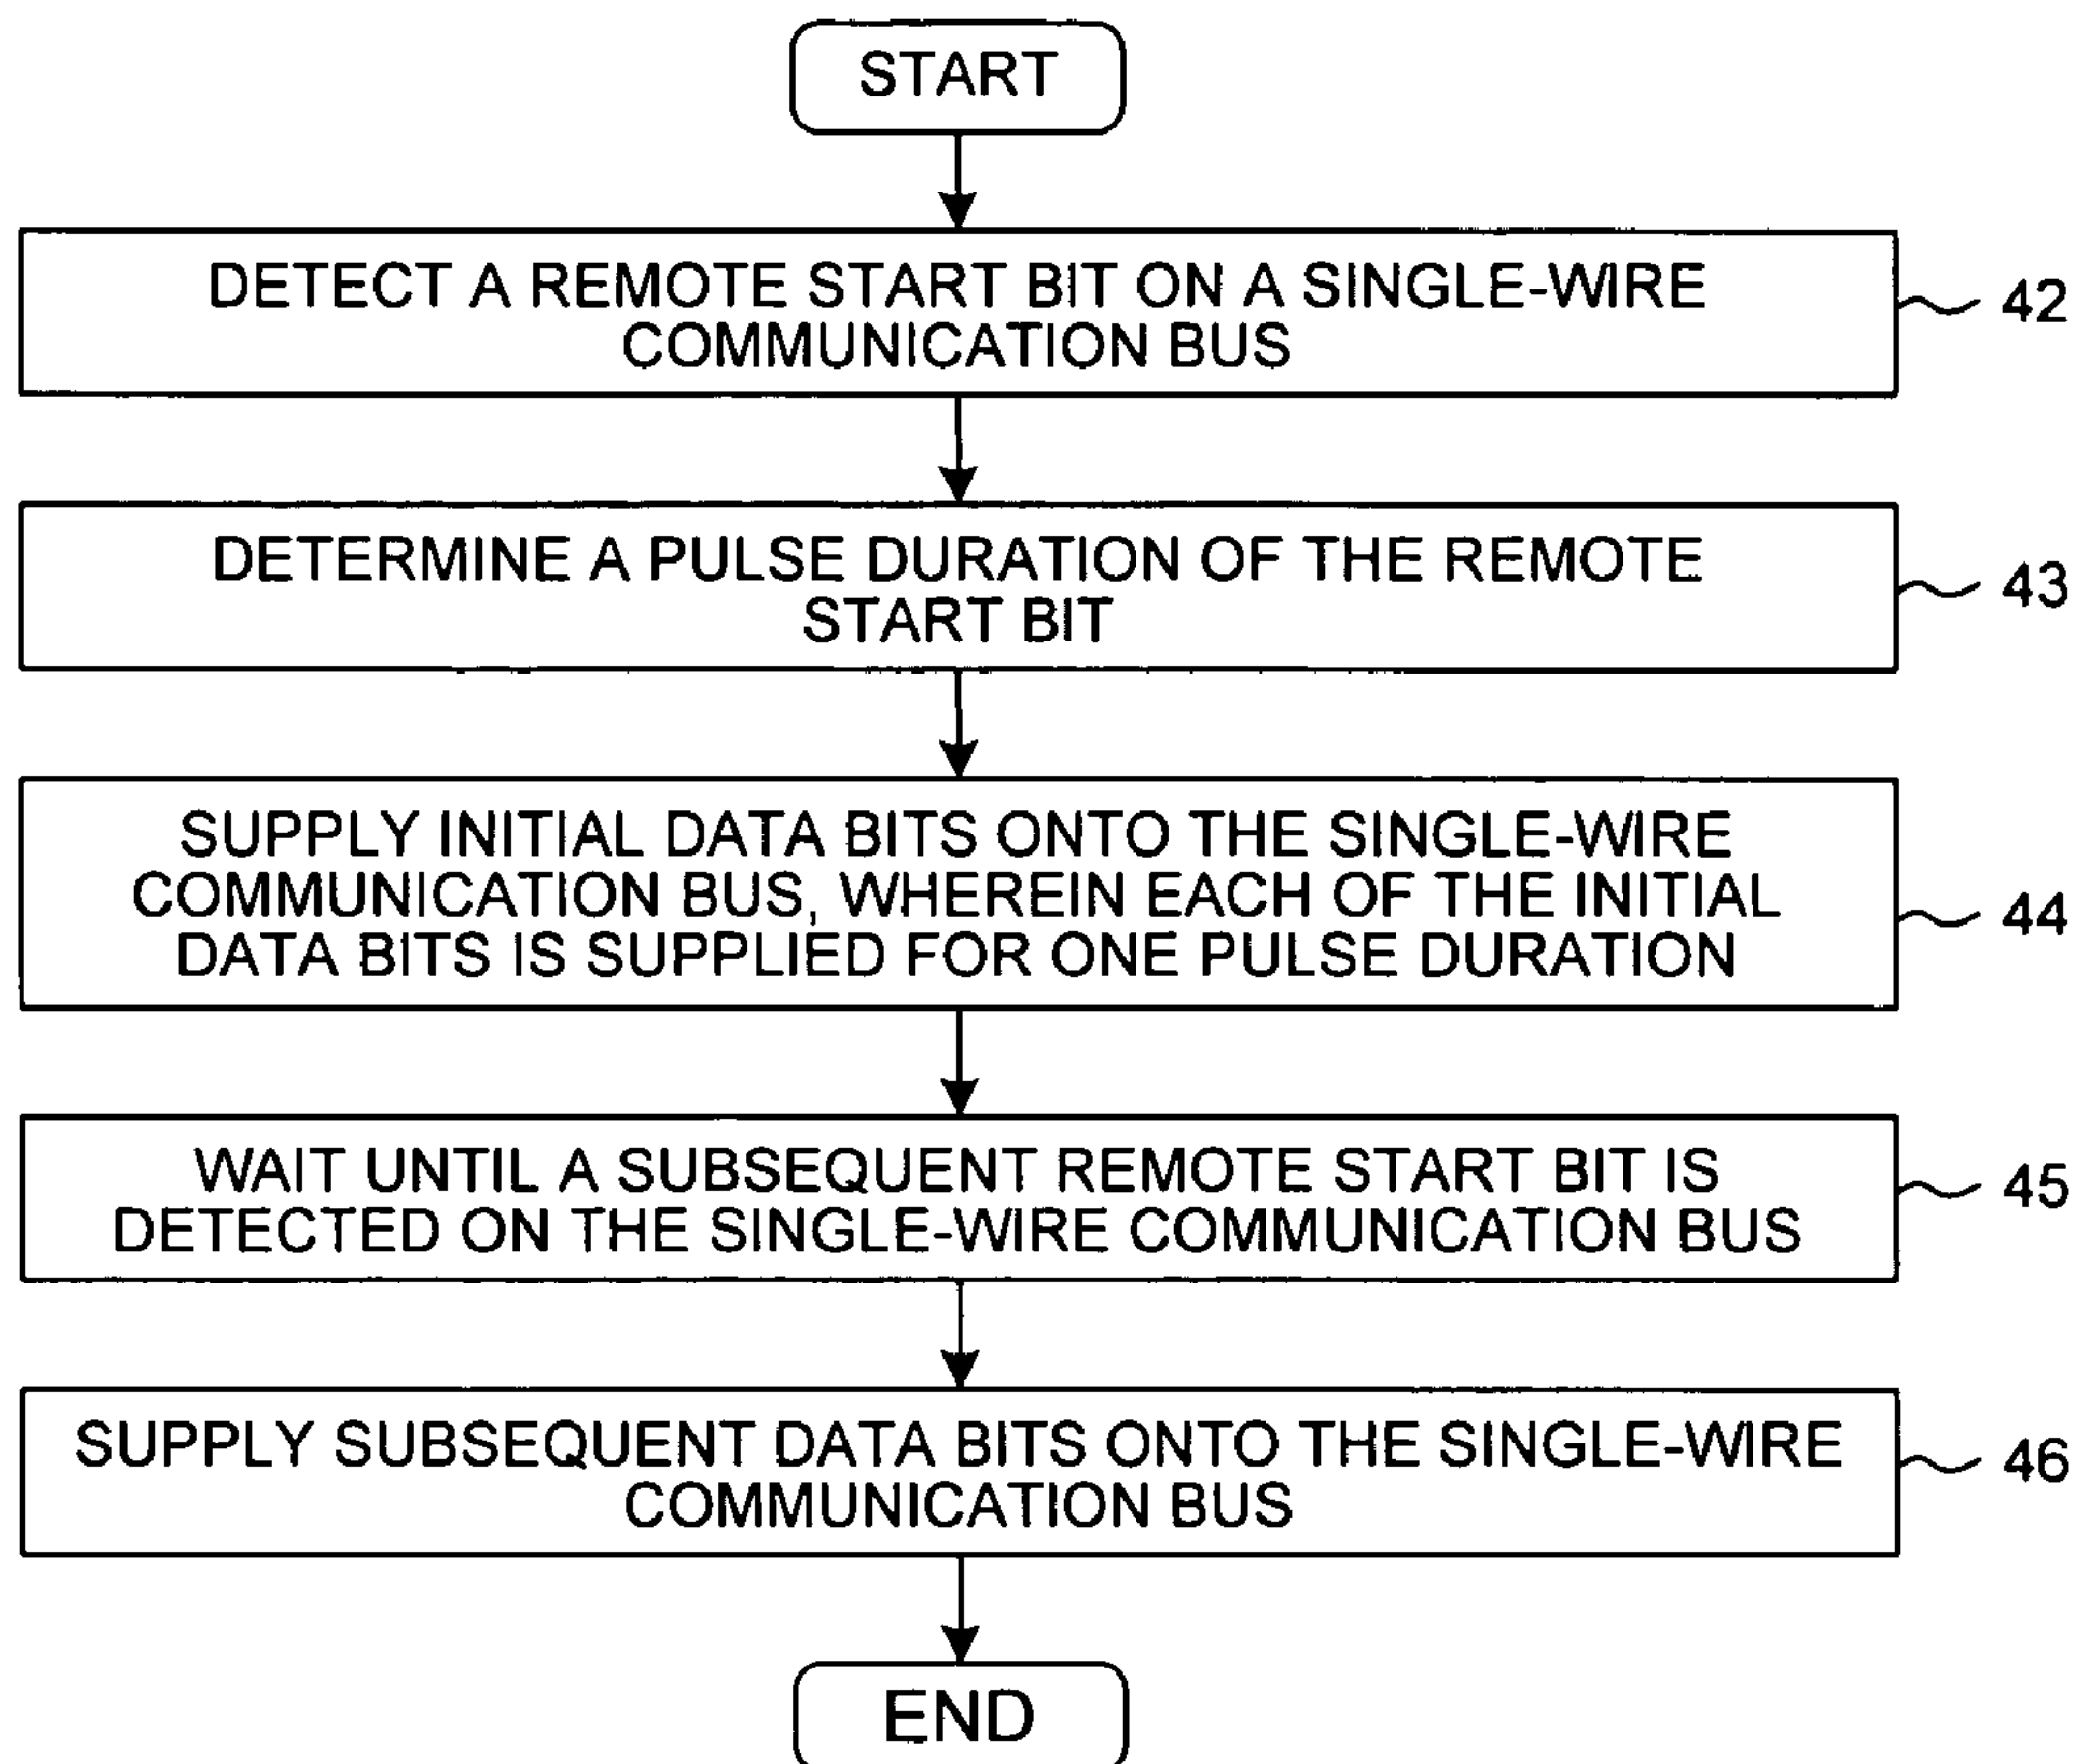 START
DETECT A REMOTE START BIT ON A SINGLE-WIRE
COMMUNICATION BUS
42
DETERMINE A PULSE DURATION OF THE REMOTE
START BIT
43
SUPPLY INITIAL DATA BITS ONTO THE SINGLE-WIRE
COMMUNICATION BUS, WHEREIN EACH OF THE INITIAL
DATA BITS IS SUPPLIED FOR ONE PULSE DURATION
44
WAIT UNTIL A SUBSEQUENT REMOTE START BIT IS
DETECTED ON THE SINGLE-WIRE COMMUNICATION BUS
45
SUPPLY SUBSEQUENT DATA BITS ONTO THE SINGLE-WIRE
COMMUNICATION BUS
46
END